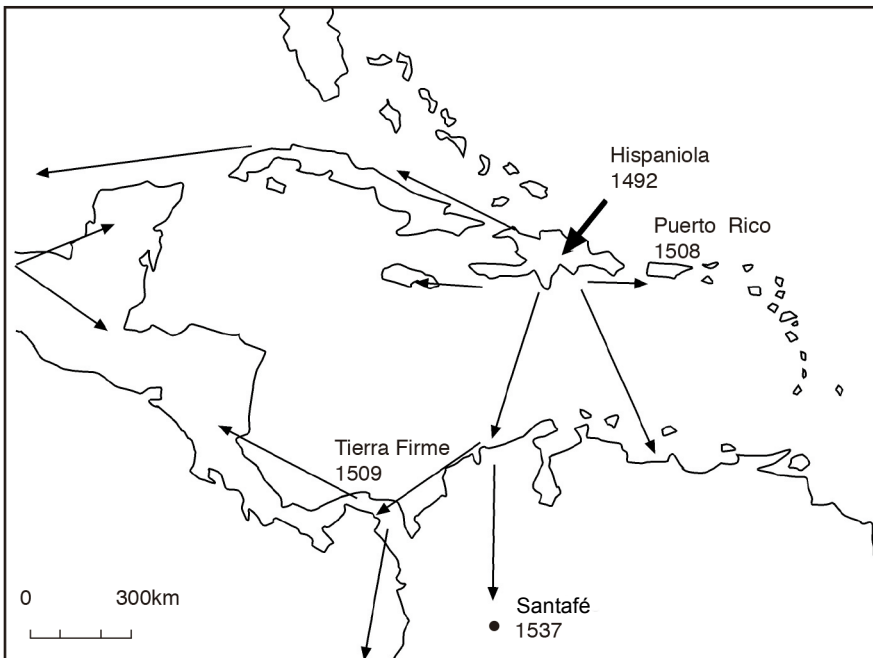 Hispaniola
1492
Puerto Rico
1508
Tierra Firme
1509
0 300km
Santafé
1537